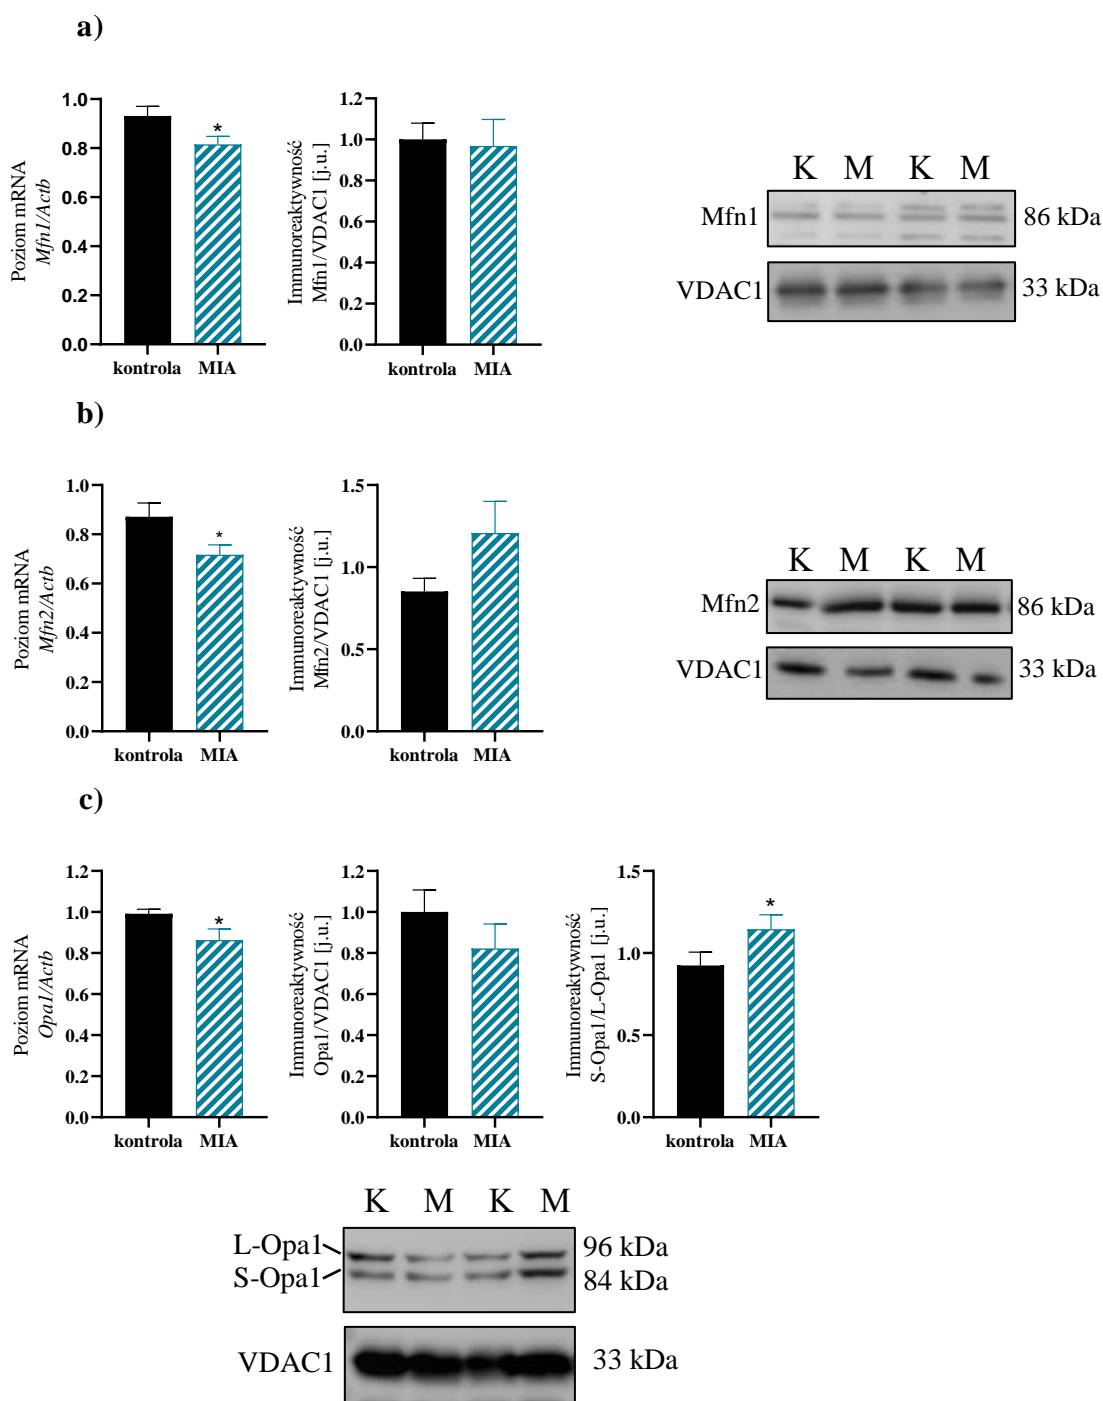 a)
Poziom mRNA
Mfn1/Actb
1.0
0.8
0.6
0.4
0.2
0.0
*
kontrola MIA
Immunoreaktywność
Mfn1/VDAC1 [j.u.]
1.2
1.0
0.8
0.6
0.4
0.2
0.0
kontrola MIA
K M K M
Mfn1 86 kDa
VDAC1 33 kDa
b)
Poziom mRNA
Mfn2/Actb
1.0
0.8
0.6
0.4
0.2
0.0
*
kontrola MIA
Immunoreaktywność
Mfn2/VDAC1 [j.u.]
1.5
1.0
0.5
0.0
kontrola MIA
K M K M
Mfn2 86 kDa
VDAC1 33 kDa
c)
Poziom mRNA
Opa1/Actb
1.2
1.0
0.8
0.6
0.4
0.2
0.0
*
kontrola MIA
Immunoreaktywność
Opa1/VDAC1 [j.u.]
1.2
1.0
0.8
0.6
0.4
0.2
0.0
kontrola MIA
Immunoreaktywność
S-Opa1/L-Opa1 [j.u.]
1.5
1.0
0.5
0.0
*
kontrola MIA
K M K M
L-Opa1 96 kDa
S-Opa1 84 kDa
VDAC1 33 kDa